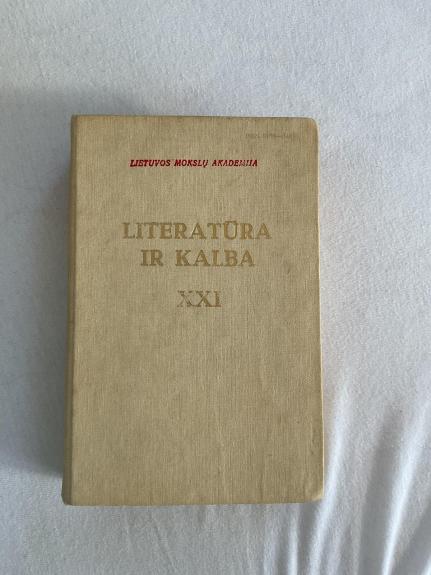 LIETUVOS MOKSLŲ AKADEMIJA
LITERATŪRA
IR KALBA
XXI